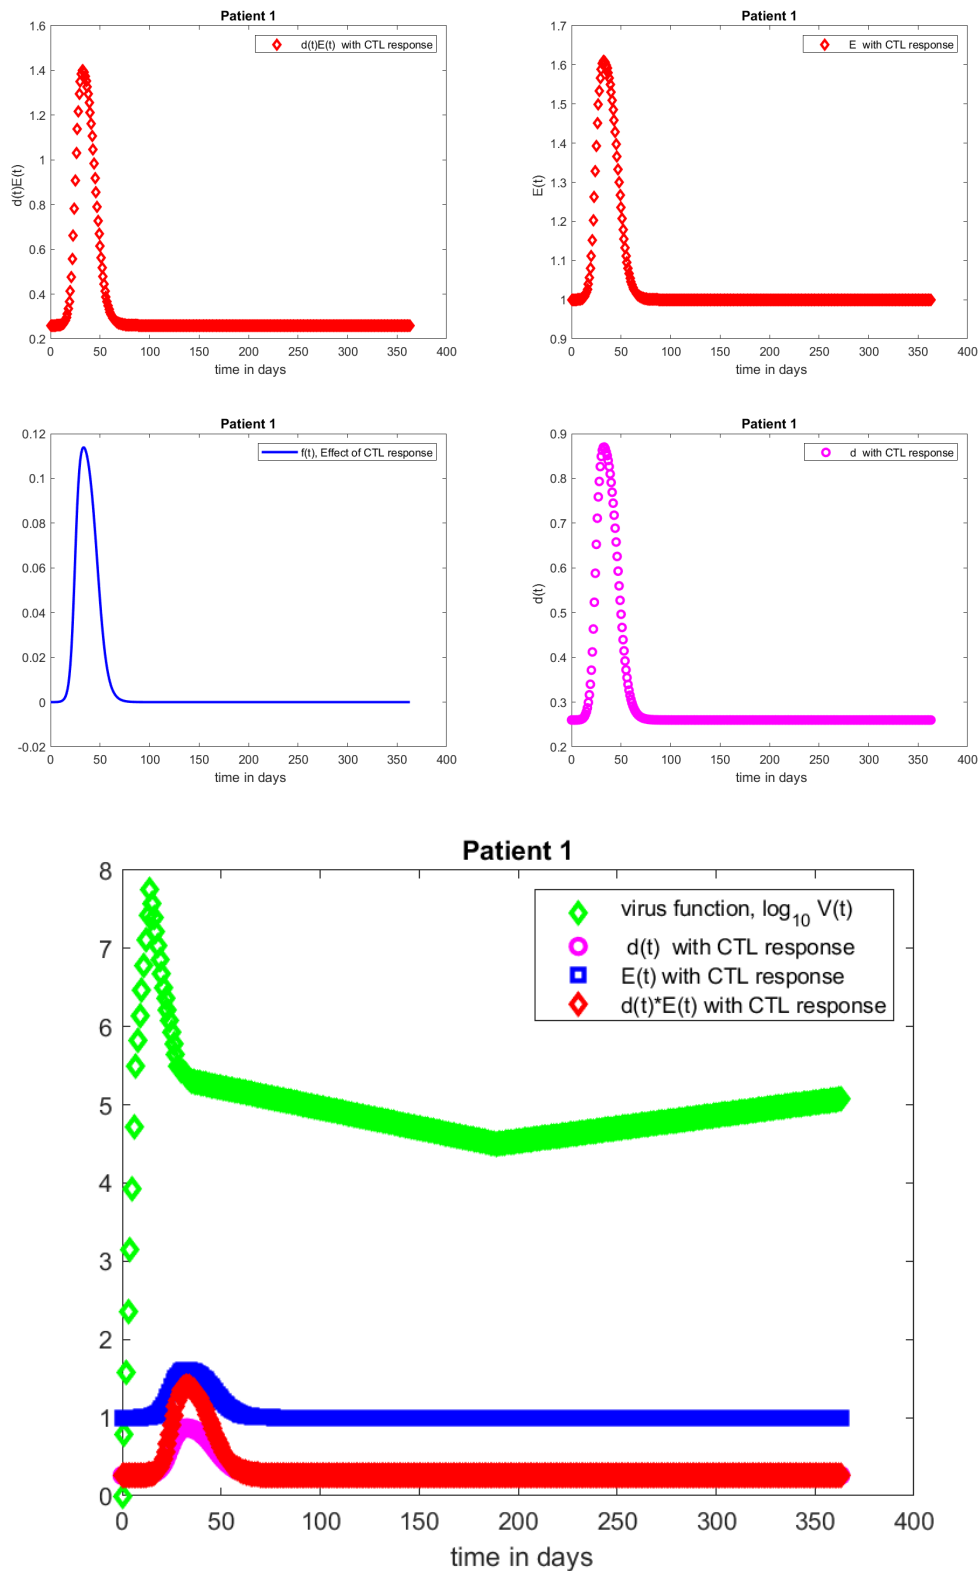 Patient 1
1.6
1.4
1.2
1
0.8
0.6
0.4
0.2
d(t)E(t)
d(t)E(t) with CTL response
0 50 100 150 200 250 300 350 400
time in days
Patient 1
1.7
1.6
1.5
1.4
1.3
1.2
1.1
1
0.9
E(t)
E with CTL response
0 50 100 150 200 250 300 350 400
time in days
Patient 1
0.12
0.1
0.08
0.06
0.04
0.02
0
-0.02
f(t), Effect of CTL response
0 50 100 150 200 250 300 350 400
time in days
Patient 1
0.9
0.8
0.7
0.6
0.5
0.4
0.3
0.2
d(t)
d with CTL response
0 50 100 150 200 250 300 350 400
time in days
Patient 1
8
7
6
5
4
3
2
1
0
virus function, log10 V(t)
d(t) with CTL response
E(t) with CTL response
d(t)*E(t) with CTL response
0 50 100 150 200 250 300 350 400
time in days